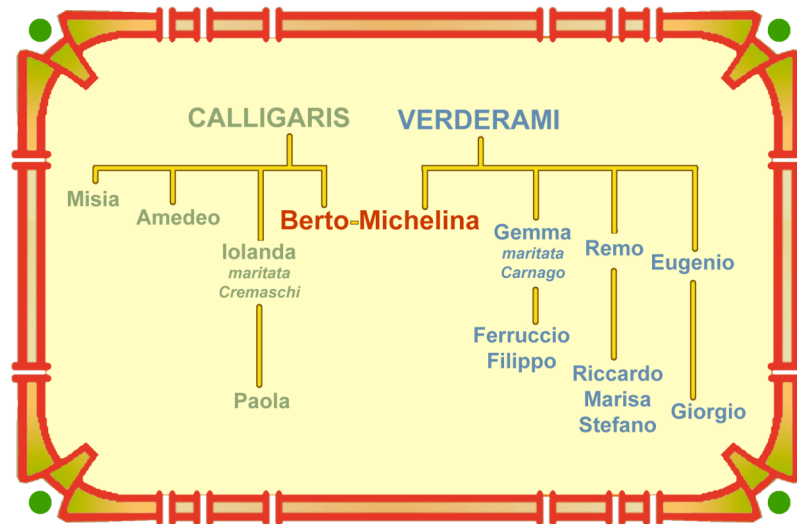 CALLIGARIS
VERDERAMI
Misia
Amedeo
Iolanda
maritata
Cremaschi
Paola
Berto-Michelina
Gemma
maritata
Carnago
Ferruccio
Filippo
Remo
Riccardo
Marisa
Stefano
Eugenio
Giorgio